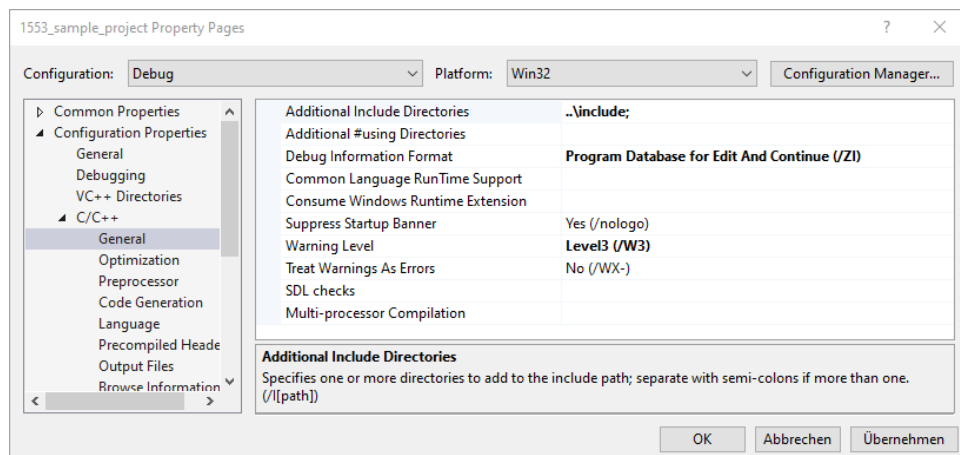 1553_sample_project Property Pages
? ×
Configuration: Debug Platform: Win32 Configuration Manager...
Common Properties
Configuration Properties
General
Debugging
VC++ Directories
C/C++
General
Optimization
Preprocessor
Code Generation
Language
Precompiled Heade
Output Files
Browse Information
Additional Include Directories ..\include;
Additional #using Directories
Debug Information Format Program Database for Edit And Continue (/ZI)
Common Language RunTime Support
Consume Windows Runtime Extension
Suppress Startup Banner Yes (/nologo)
Warning Level Level3 (/W3)
Treat Warnings As Errors No (/WX-)
SDL checks
Multi-processor Compilation
Additional Include Directories
Specifies one or more directories to add to the include path; separate with semi-colons if more than one.
(/I[path])
OK Abbrechen Übernehmen